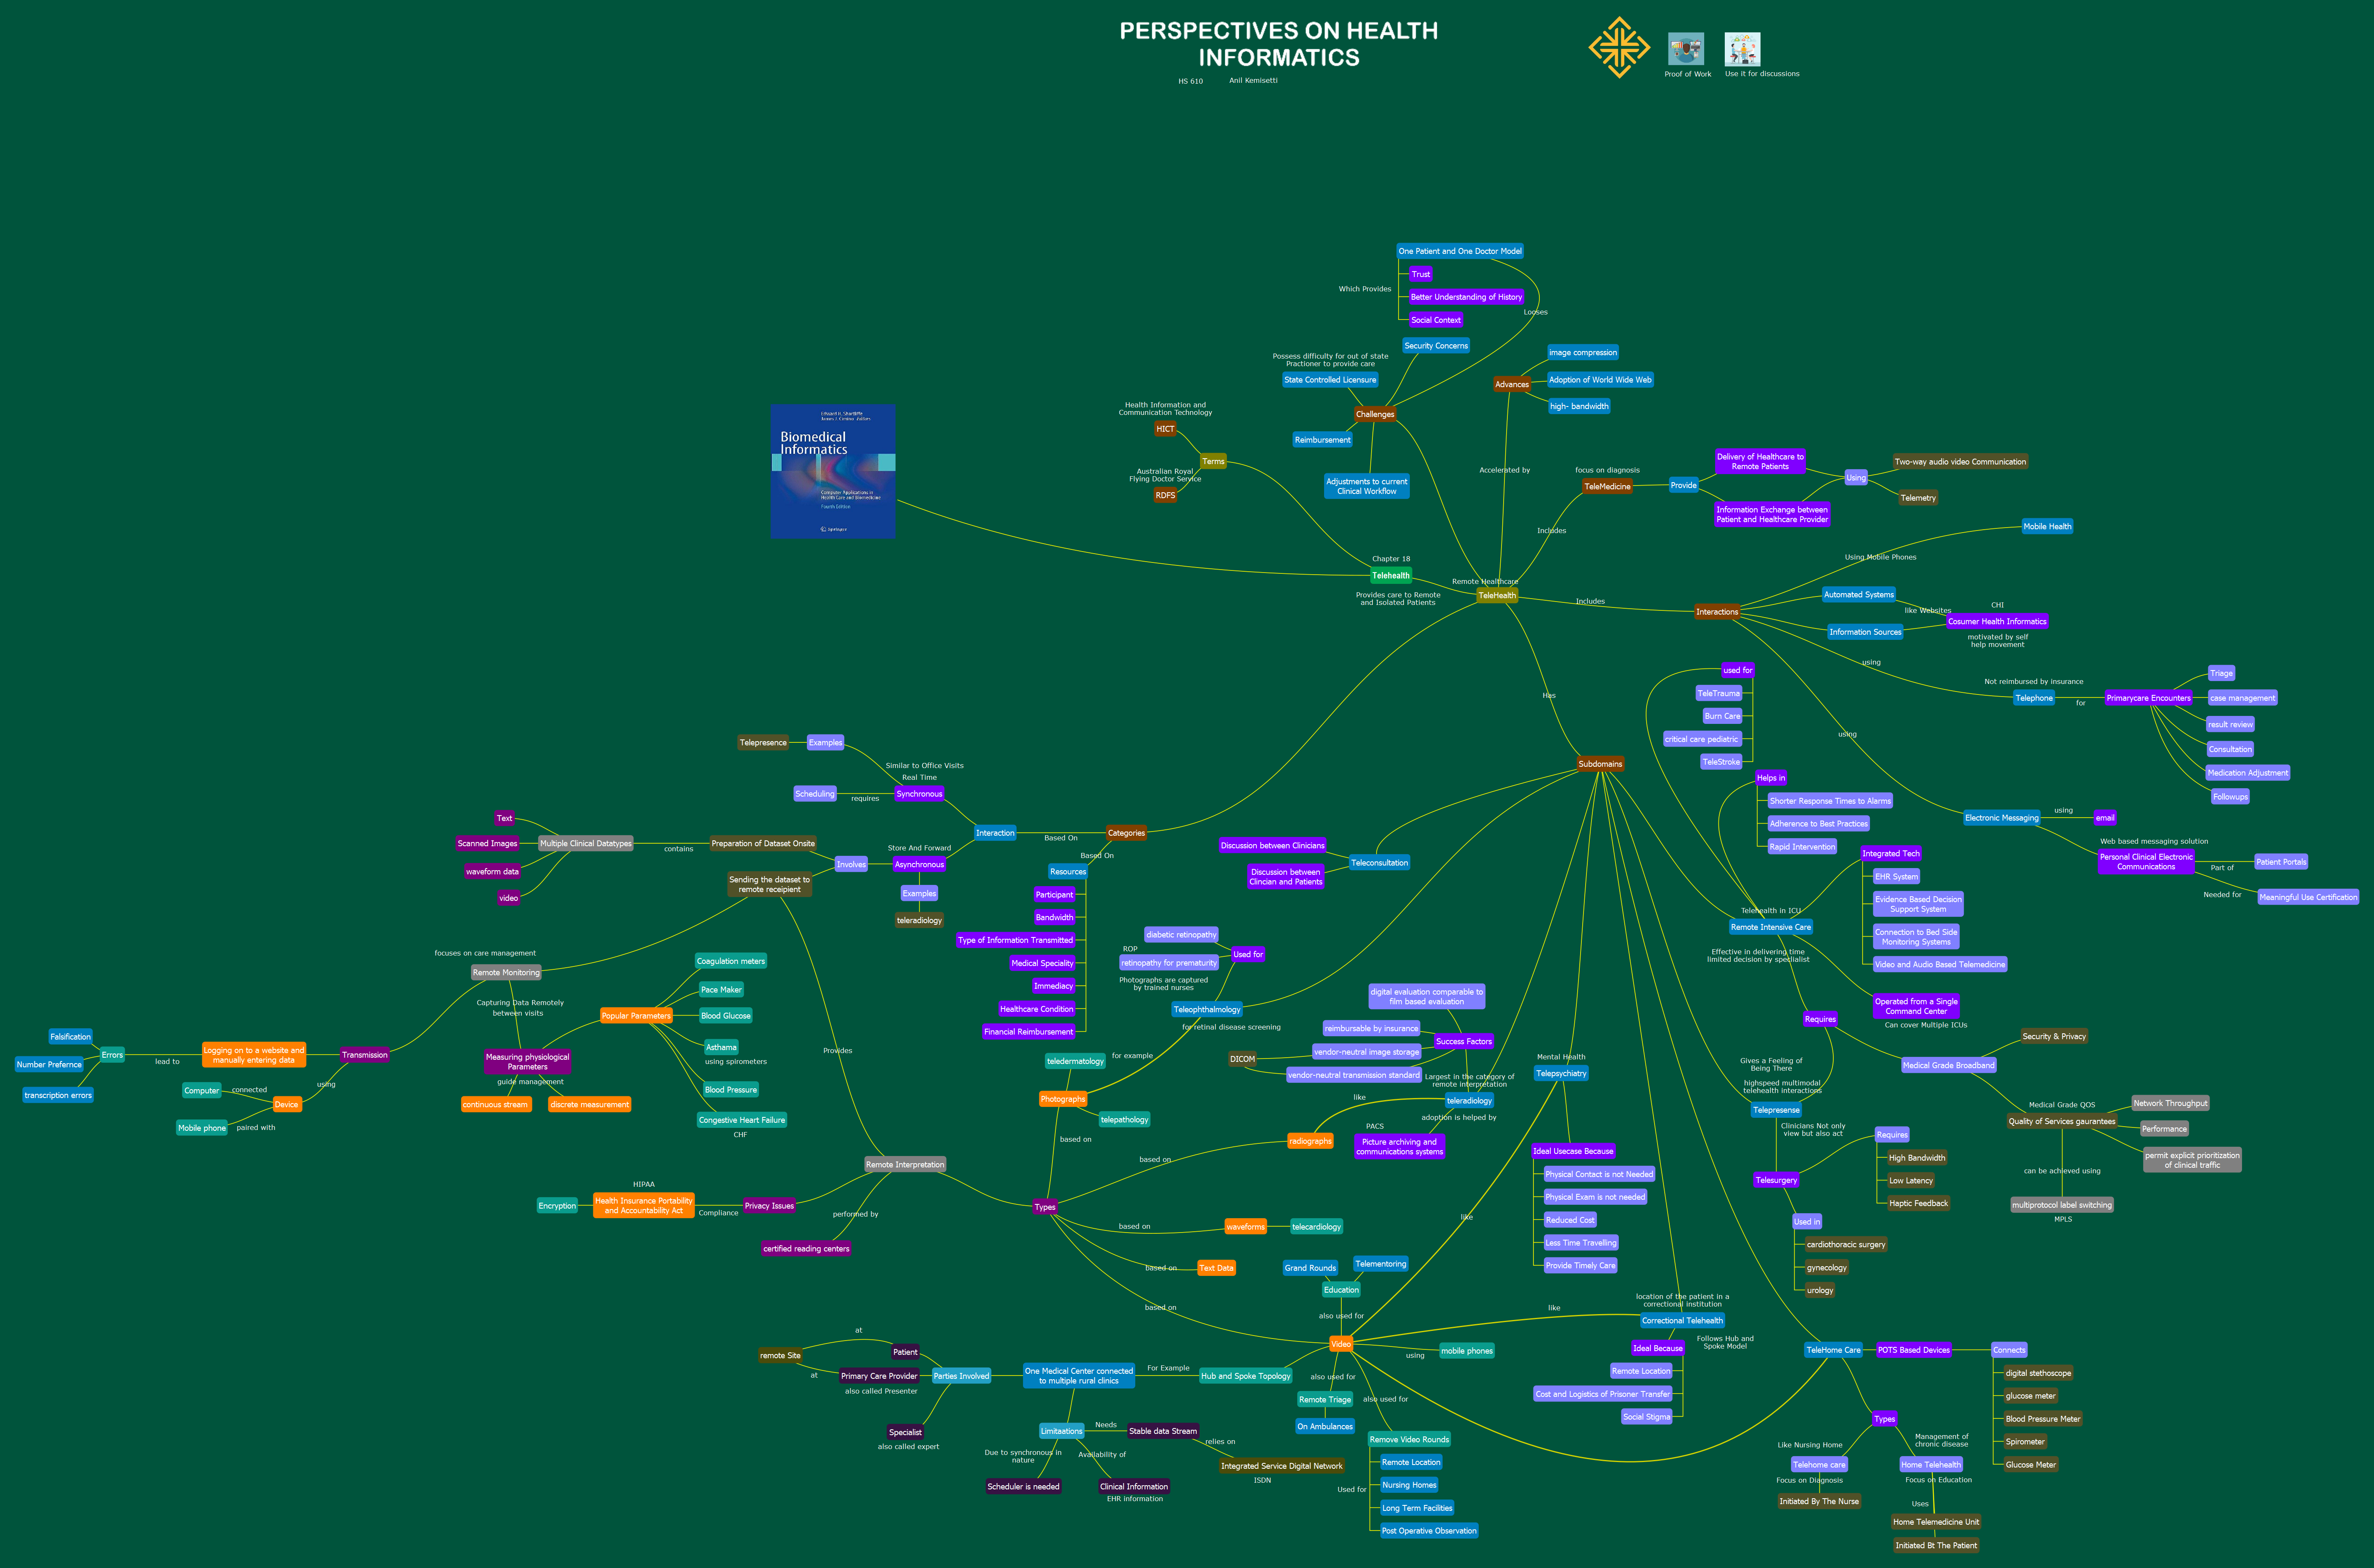 PERSPECTIVES ON HEALTH
INFORMATICS
HS 610
Anil Kemisetti
Proof of Work
Use it for discussions
One Patient and One Doctor Model
Which Provides
Trust
Better Understanding of History
Social Context
Looses
Security Concerns
Possess difficulty for out of state
Practioner to provide care
State Controlled Licensure
Challenges
Reimbursement
Adjustments to current
Clinical Workflow
image compression
Advances
Adoption of World Wide Web
high- bandwidth
Accelerated by
Health Information and
Communication Technology
HICT
Terms
Australian Royal
Flying Doctor Service
RDFS
Edward H. Shortliffe
James J. Cimino Editors
Biomedical
Informatics
Computer Applications in
Health Care and Biomedicine
Fourth Edition
Springer
Chapter 18
Telehealth
Provides care to Remote
and Isolated Patients
Remote Healthcare
TeleHealth
Includes
focus on diagnosis
TeleMedicine
Provide
Delivery of Healthcare to
Remote Patients
Information Exchange between
Patient and Healthcare Provider
Using
Two-way audio video Communication
Telemetry
Includes
Interactions
Using Mobile Phones
Mobile Health
Automated Systems
like Websites
Information Sources
CHI
Cosumer Health Informatics
motivated by self
help movement
using
Not reimbursed by insurance
Telephone
for
Primarycare Encounters
Triage
case management
result review
Consultation
Medication Adjustment
Followups
using
Electronic Messaging
using
email
Web based messaging solution
Personal Clinical Electronic
Communications
Part of
Patient Portals
Needed for
Meaningful Use Certification
Has
Subdomains
used for
TeleTrauma
Burn Care
critical care pediatric
TeleStroke
Helps in
Shorter Response Times to Alarms
Adherence to Best Practices
Rapid Intervention
Integrated Tech
EHR System
Evidence Based Decision
Support System
Connection to Bed Side
Monitoring Systems
Video and Audio Based Telemedicine
Telehealth in ICU
Remote Intensive Care
Effective in delivering time
limited decision by speclialist
Operated from a Single
Command Center
Can cover Multiple ICUs
Requires
Medical Grade Broadband
Security & Privacy
Medical Grade QOS
Quality of Services gaurantees
Network Throughput
Performance
permit explicit prioritization
of clinical traffic
can be achieved using
multiprotocol label switching
MPLS
Gives a Feeling of
Being There
highspeed multimodal
telehealth interactions
Telepresense
Clinicians Not only
view but also act
Telesurgery
Requires
High Bandwidth
Low Latency
Haptic Feedback
Used in
cardiothoracic surgery
gynecology
urology
Discussion between Clinicians
Teleconsultation
Discussion between
Clincian and Patients
diabetic retinopathy
ROP
retinopathy for prematurity
Used for
Photographs are captured
by trained nurses
Teleophthalmology
for retinal disease screening
digital evaluation comparable to
film based evaluation
reimbursable by insurance
Success Factors
vendor-neutral image storage
DICOM
vendor-neutral transmission standard
Largest in the category of
remote interpretation
teleradiology
adoption is helped by
PACS
Picture archiving and
communications systems
like
Mental Health
Telepsychiatry
Ideal Usecase Because
Physical Contact is not Needed
Physical Exam is not needed
Reduced Cost
Less Time Travelling
Provide Timely Care
like
location of the patient in a
correctional institution
Correctional Telehealth
like
Follows Hub and
Spoke Model
Ideal Because
Remote Location
Cost and Logistics of Prisoner Transfer
Social Stigma
TeleHome Care
POTS Based Devices
Connects
digital stethoscope
glucose meter
Blood Pressure Meter
Spirometer
Glucose Meter
Types
Like Nursing Home
Telehome care
Focus on Diagnosis
Initiated By The Nurse
Management of
chronic disease
Home Telehealth
Focus on Education
Uses
Home Telemedicine Unit
Initiated Bt The Patient
Categories
Based On
Interaction
Based On
Resources
Participant
Bandwidth
Type of Information Transmitted
Medical Speciality
Immediacy
Healthcare Condition
Financial Reimbursement
Similar to Office Visits
Real Time
Synchronous
Examples
Telepresence
requires
Scheduling
Store And Forward
Asynchronous
Examples
teleradiology
Involves
Preparation of Dataset Onsite
contains
Multiple Clinical Datatypes
Text
Scanned Images
waveform data
video
Sending the dataset to
remote receipient
focuses on care management
Remote Monitoring
Capturing Data Remotely
between visits
Measuring physiological
Parameters
guide management
continuous stream
discrete measurement
Popular Parameters
Coagulation meters
Pace Maker
Blood Glucose
Asthama
using spirometers
Blood Pressure
Congestive Heart Failure
CHF
Transmission
Logging on to a website and
manually entering data
lead to
Errors
Falsification
Number Prefernce
transcription errors
using
Device
connected
Computer
paired with
Mobile phone
Provides
Remote Interpretation
Privacy Issues
Compliance
HIPAA
Health Insurance Portability
and Accountability Act
Encryption
performed by
certified reading centers
Types
based on
Photographs
for example
teledermatology
telepathology
based on
radiographs
based on
waveforms
telecardiology
based on
Text Data
based on
Video
also used for
Education
Grand Rounds
Telementoring
using
mobile phones
also used for
Remote Triage
On Ambulances
also used for
Remove Video Rounds
Used for
Remote Location
Nursing Homes
Long Term Facilities
Post Operative Observation
Hub and Spoke Topology
For Example
One Medical Center connected
to multiple rural clinics
Parties Involved
Patient
at
remote Site
at
Primary Care Provider
also called Presenter
Specialist
also called expert
Limitaations
Needs
Stable data Stream
relies on
Integrated Service Digital Network
ISDN
Due to synchronous in
nature
Scheduler is needed
Availability of
Clinical Information
EHR information